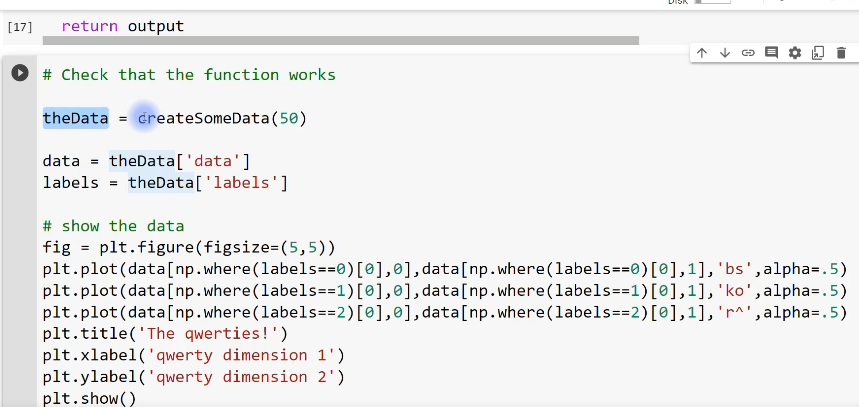 Disk
[17]
return output
# Check that the function works
theData = createSomeData(50)
data = theData['data']
labels = theData['labels']
# show the data
fig = plt.figure(figsize=(5,5))
plt.plot(data[np.where(labels==0)[0],0],data[np.where(labels==0)[0],1],'bs',alpha=.5)
plt.plot(data[np.where(labels==1)[0],0],data[np.where(labels==1)[0],1],'ko',alpha=.5)
plt.plot(data[np.where(labels==2)[0],0],data[np.where(labels==2)[0],1],'r^',alpha=.5)
plt.title('The qwerties!')
plt.xlabel('qwerty dimension 1')
plt.ylabel('qwerty dimension 2')
plt.show()